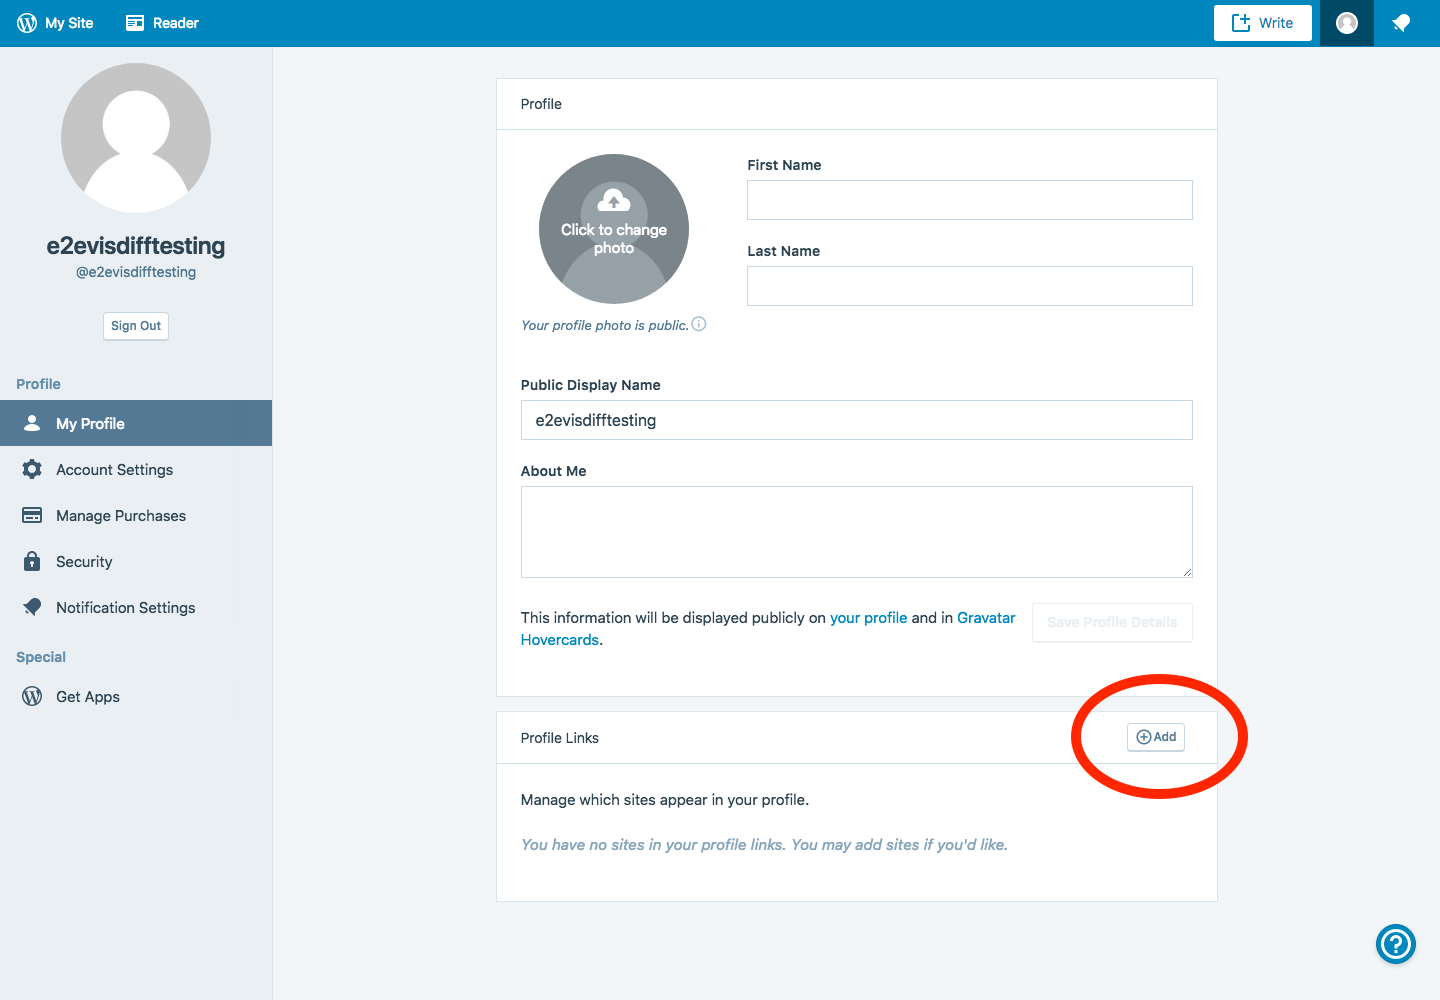 My Site
Reader
Write
e2evisdifftesting
@e2evisdifftesting
Sign Out
Profile
My Profile
Account Settings
Manage Purchases
Security
Notification Settings
Special
Get Apps
Profile
Click to change
photo
Your profile photo is public.
First Name
Last Name
Public Display Name
e2evisdifftesting
About Me
This information will be displayed publicly on your profile and in Gravatar
Hovercards.
Save Profile Details
Profile Links
Add
Manage which sites appear in your profile.
You have no sites in your profile links. You may add sites if you'd like.